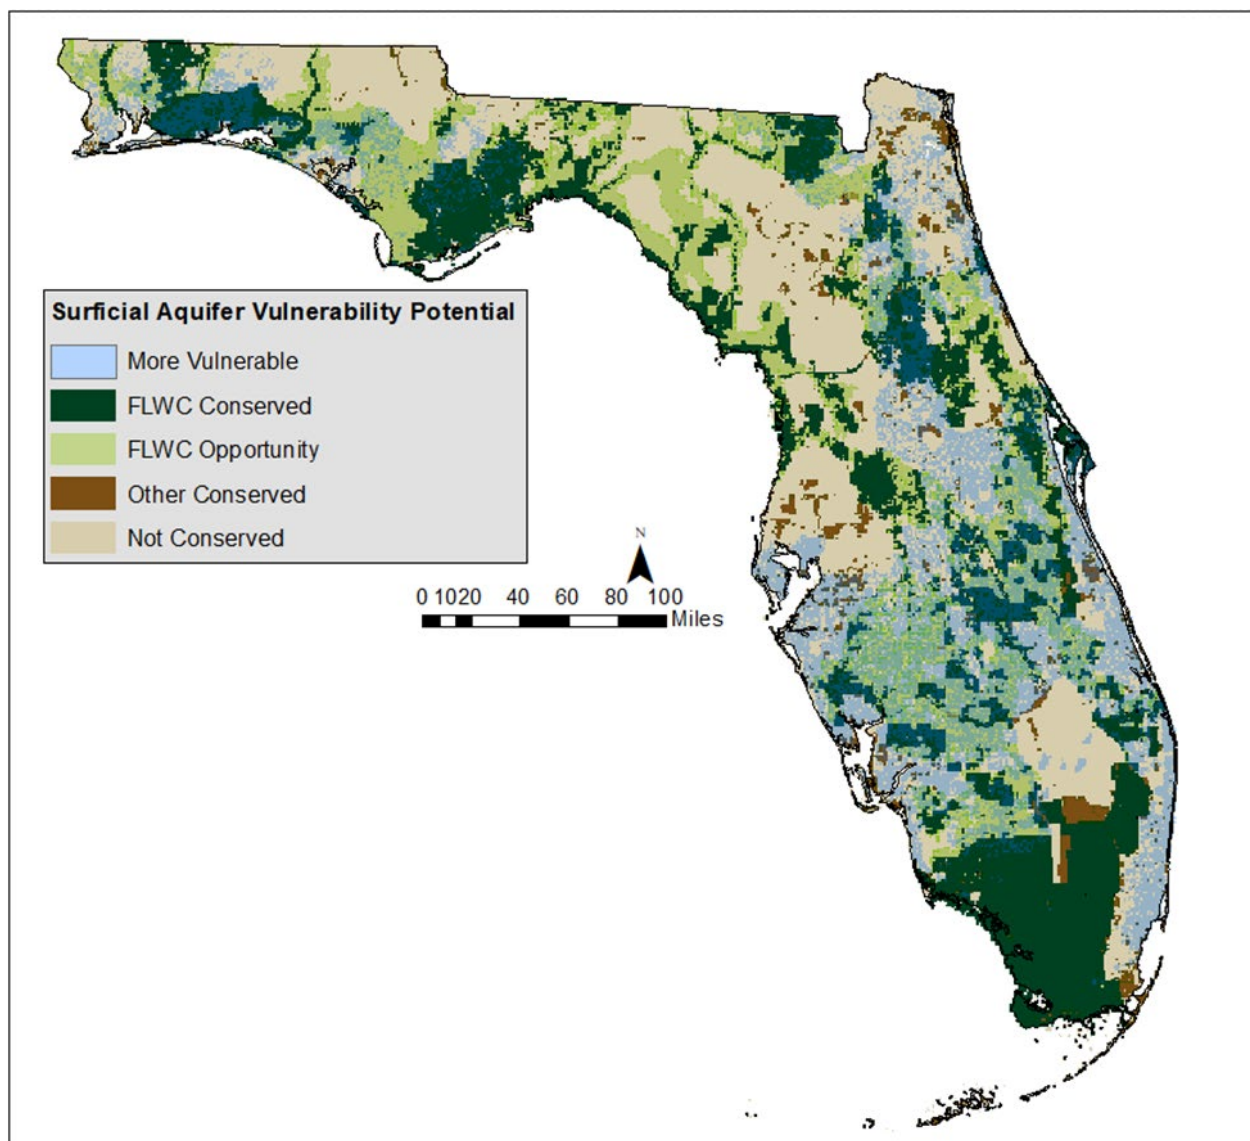 Surficial Aquifer Vulnerability Potential
More Vulnerable
FLWC Conserved
FLWC Opportunity
Other Conserved
Not Conserved
N
0 1020 40 60 80 100
Miles